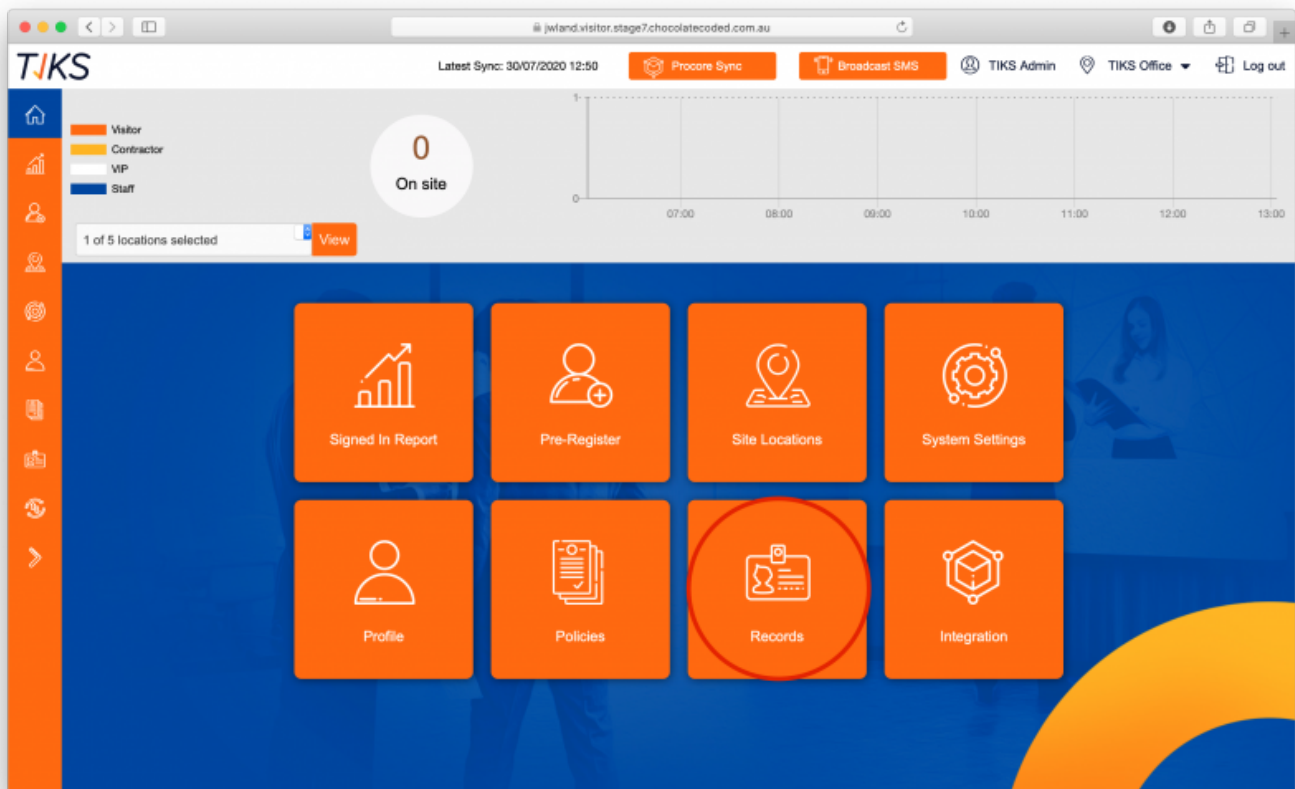 jwland.visitor.stage7.chocolatecoded.com.au
TIKS
Latest Sync: 30/07/2020 12:50
Procore Sync
Broadcast SMS
TIKS Admin
TIKS Office
Log out
Visitor
Contractor
VIP
Staff
0
On site
1
0
07:00 08:00 09:00 10:00 11:00 12:00 13:00
1 of 5 locations selected
View
Signed In Report
Pre-Register
Site Locations
System Settings
Profile
Policies
Records
Integration